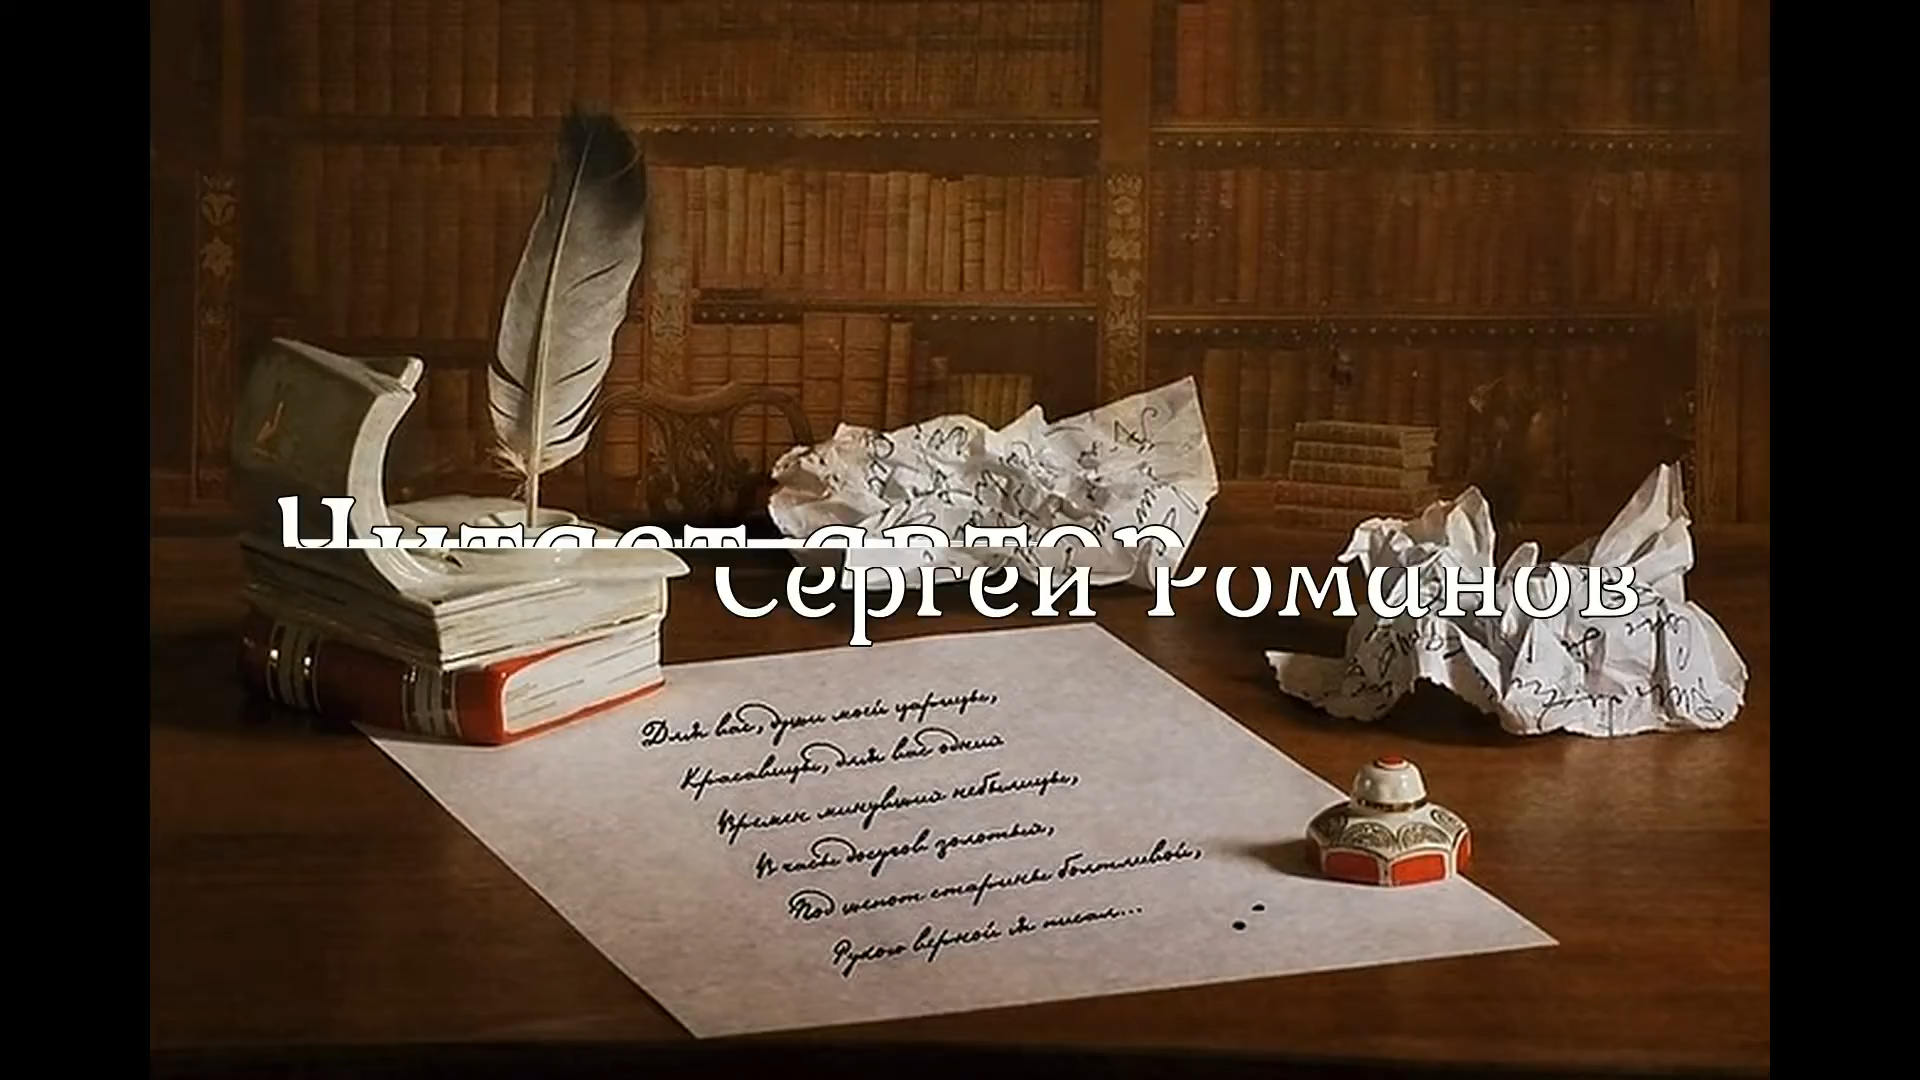 Читает автор
Сергей Романов
Для вас, души моей царицы,
Красавицы, для вас одних
Времен минувших небылицы,
В часы досугов золотых,
Под шепот старины болтливой,
Рукою верной я писал...